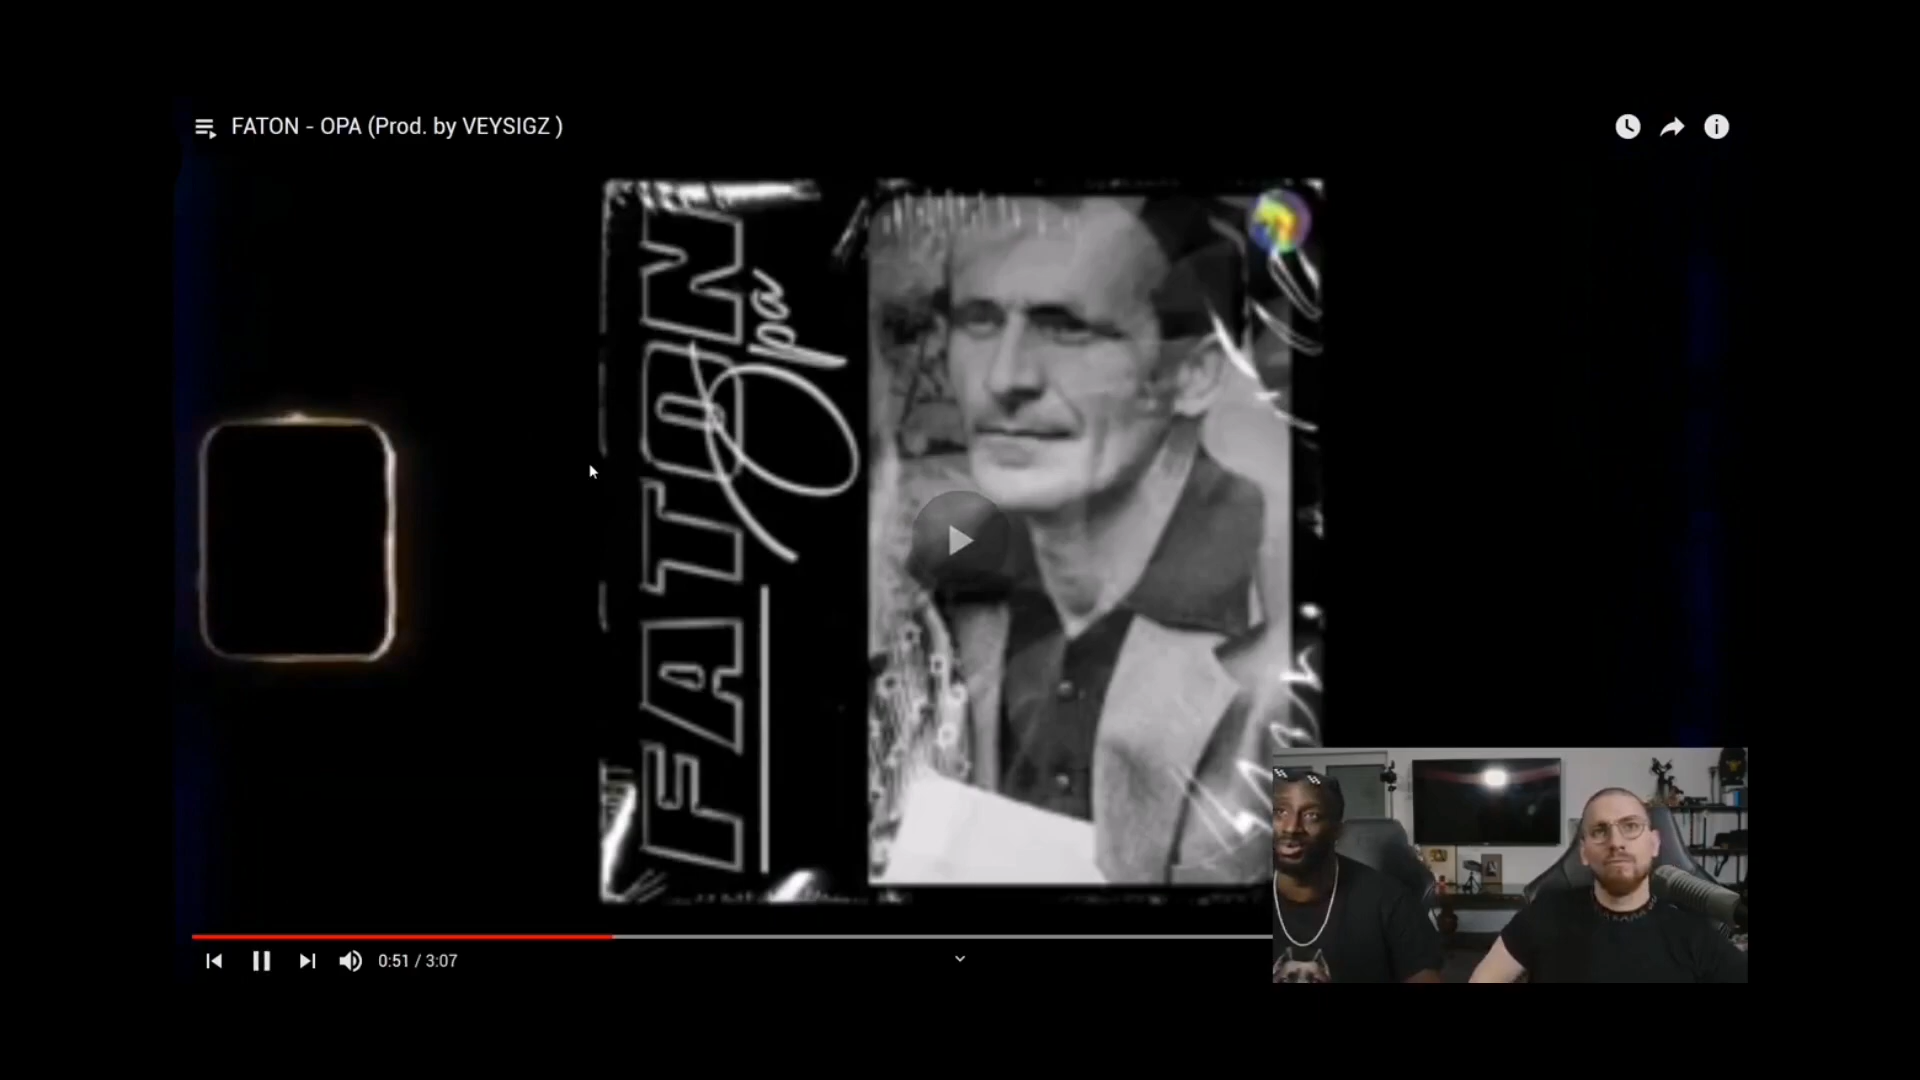 FATON - OPA (Prod. by VEYSIGZ )
FATON
Opa
0:51 / 3:07